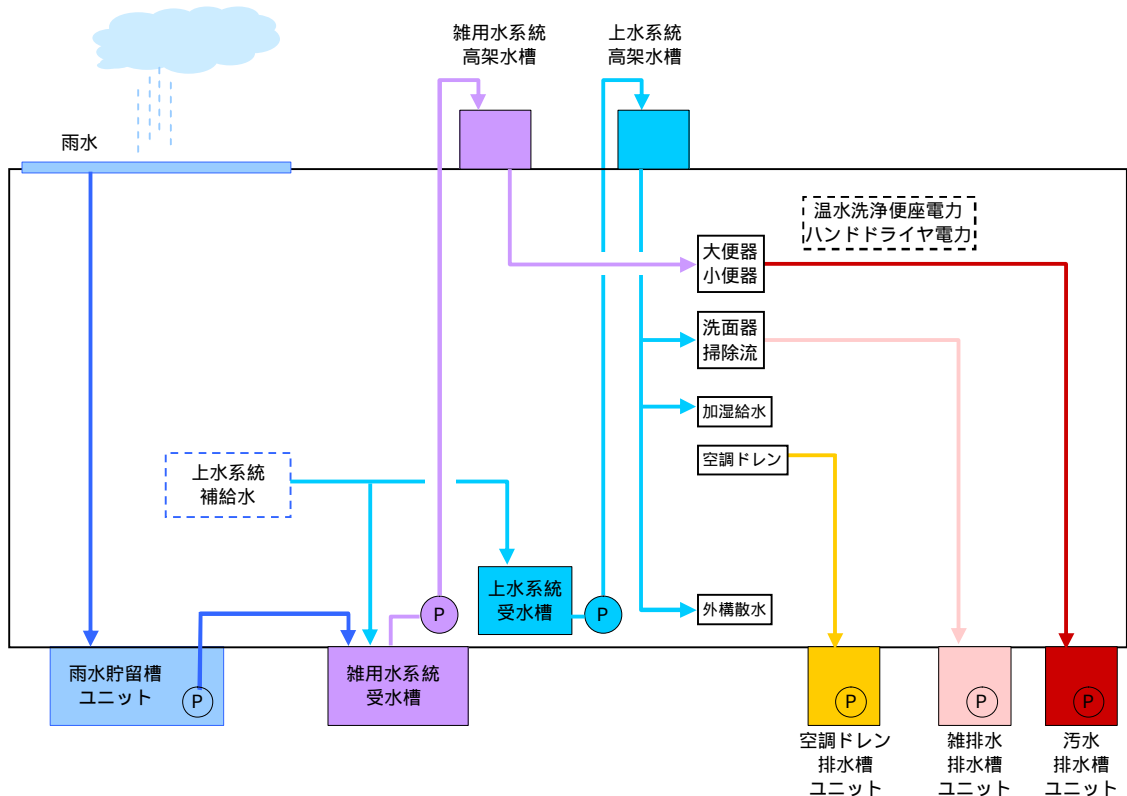 雑用水系統
高架水槽
上水系統
高架水槽
雨水
温水洗浄便座電力
ハンドドライヤ電力
大便器
小便器
洗面器
掃除流
加湿給水
空調ドレン
上水系統
補給水
上水系統
受水槽
P
P
外構散水
雨水貯留槽
ユニット
P
雑用水系統
受水槽
P
P
P
空調ドレン
排水槽
ユニット
雑排水
排水槽
ユニット
汚水
排水槽
ユニット